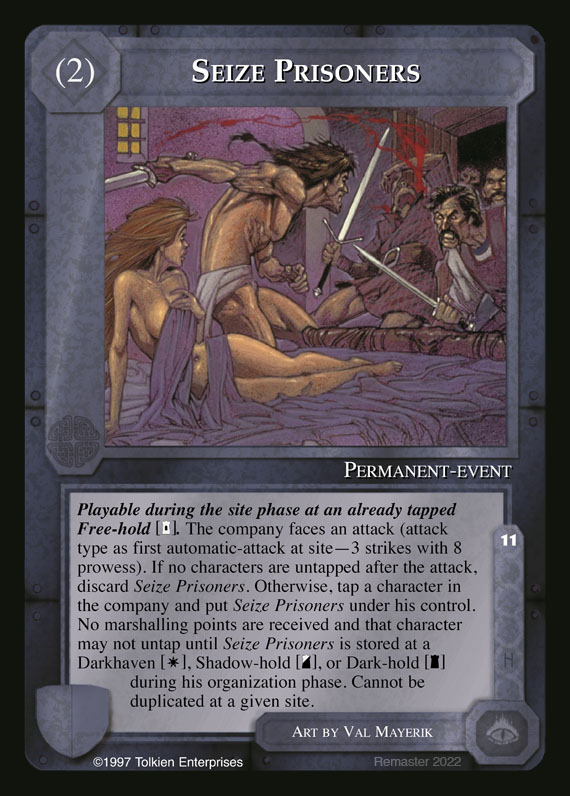 (2)
SEIZE PRISONERS
PERMANENT-EVENT
Playable during the site phase at an already tapped
Free-hold [ ]. The company faces an attack (attack
type as first automatic-attack at site—3 strikes with 8
prowess). If no characters are untapped after the attack,
discard Seize Prisoners. Otherwise, tap a character in
the company and put Seize Prisoners under his control.
No marshalling points are received and that character
may not untap until Seize Prisoners is stored at a
Darkhaven [ ], Shadow-hold [ ], or Dark-hold [ ]
during his organization phase. Cannot be
duplicated at a given site.
11
H
ART BY VAL MAYERIK
©1997 Tolkien Enterprises
Remaster 2022